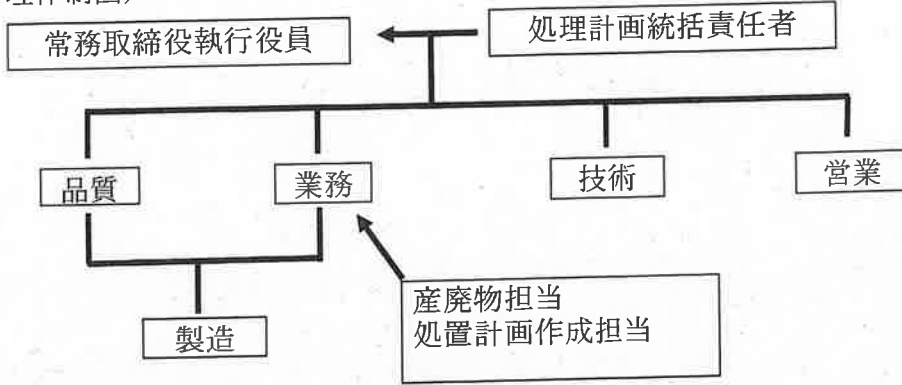 常務取締役執行役員
処理計画統括責任者
品質
業務
技術
営業
産廃物担当
処置計画作成担当
製造